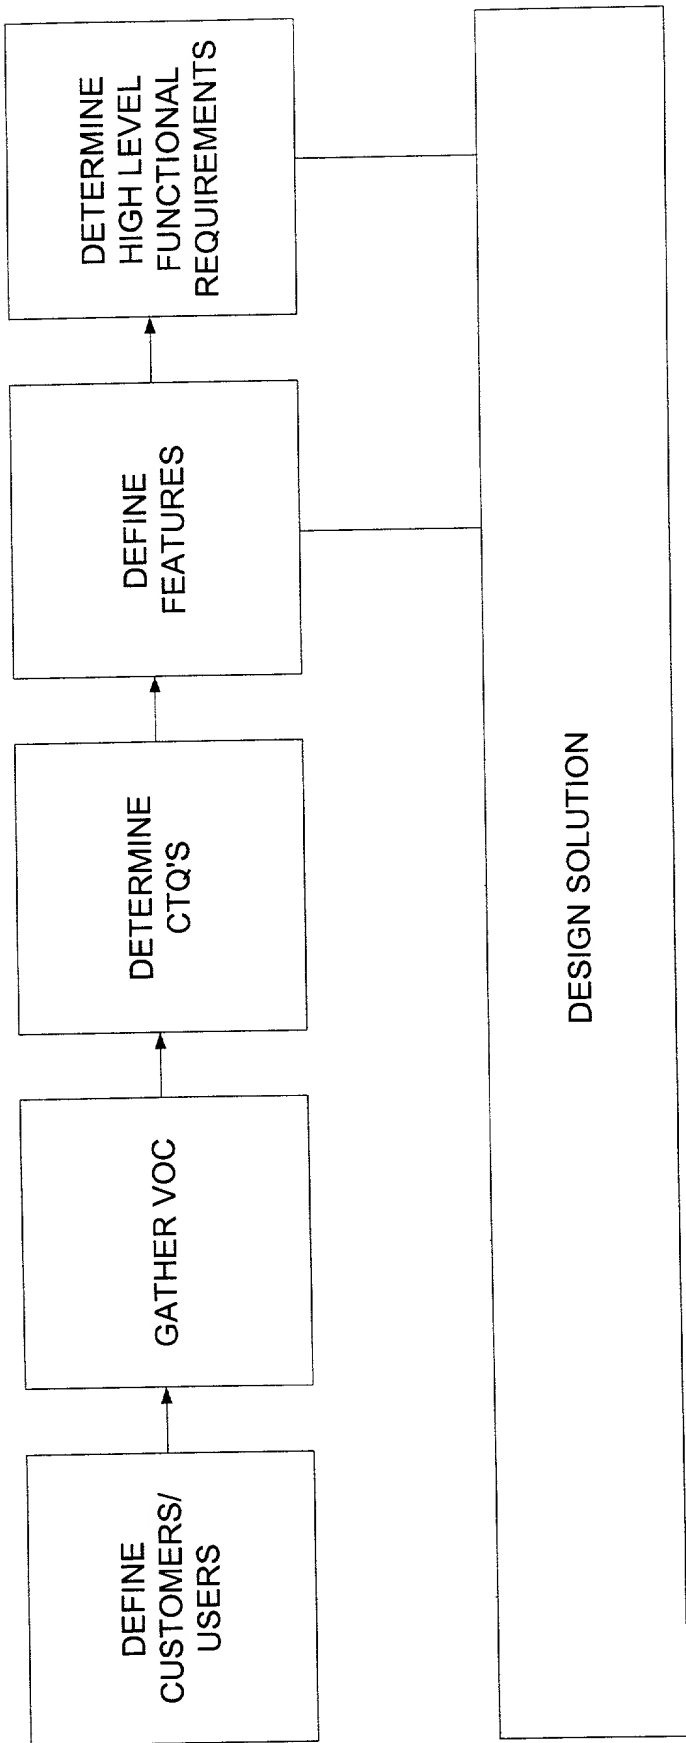 DEFINE
CUSTOMERS/
USERS
GATHER VOC
DETERMINE
CTQ'S
DEFINE
FEATURES
DETERMINE
HIGH LEVEL
FUNCTIONAL
REQUIREMENTS
DESIGN SOLUTION